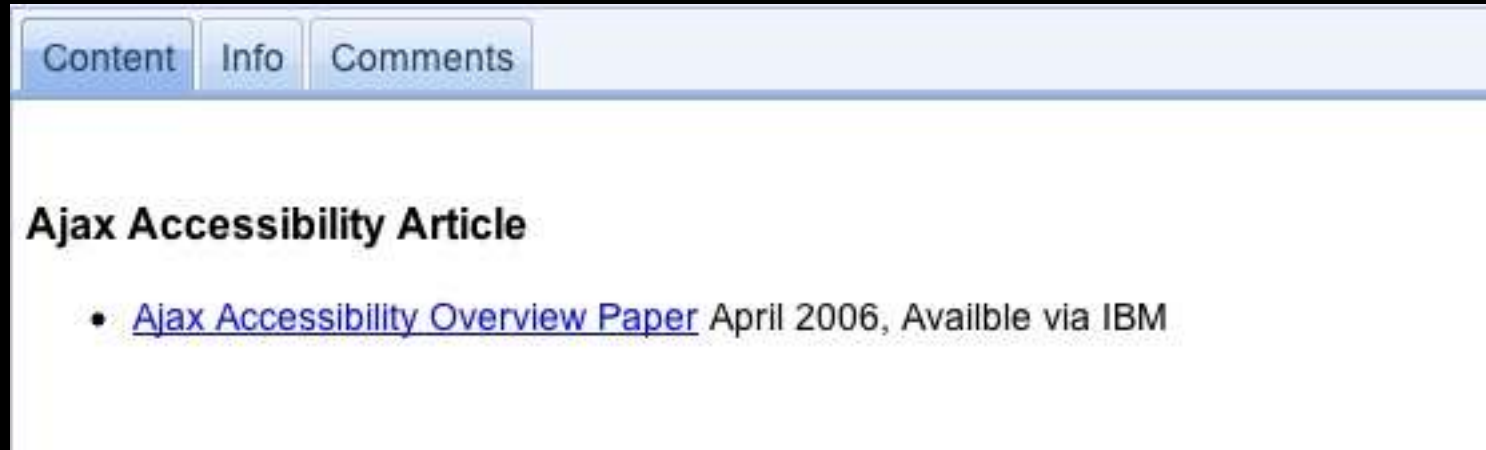 Content Info Comments
Ajax Accessibility Article
• Ajax Accessibility Overview Paper April 2006, Availble via IBM